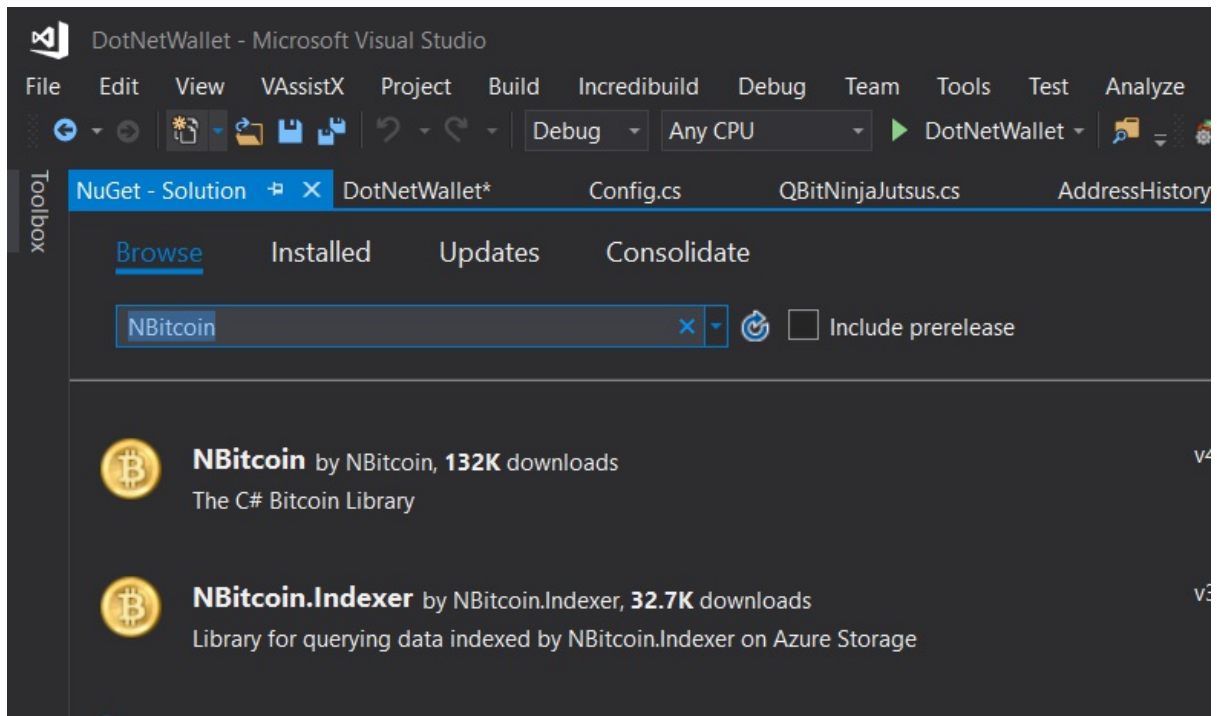 DotNetWallet - Microsoft Visual Studio
File Edit View VAssistX Project Build Incredibuild Debug Team Tools Test Analyze
Debug Any CPU DotNetWallet
Toolbox
NuGet - Solution DotNetWallet* Config.cs QBitNinjaJutsus.cs AddressHistory
Browse Installed Updates Consolidate
NBitcoin Include prerelease
NBitcoin by NBitcoin, 132K downloads v4
The C# Bitcoin Library
NBitcoin.Indexer by NBitcoin.Indexer, 32.7K downloads v3
Library for querying data indexed by NBitcoin.Indexer on Azure Storage